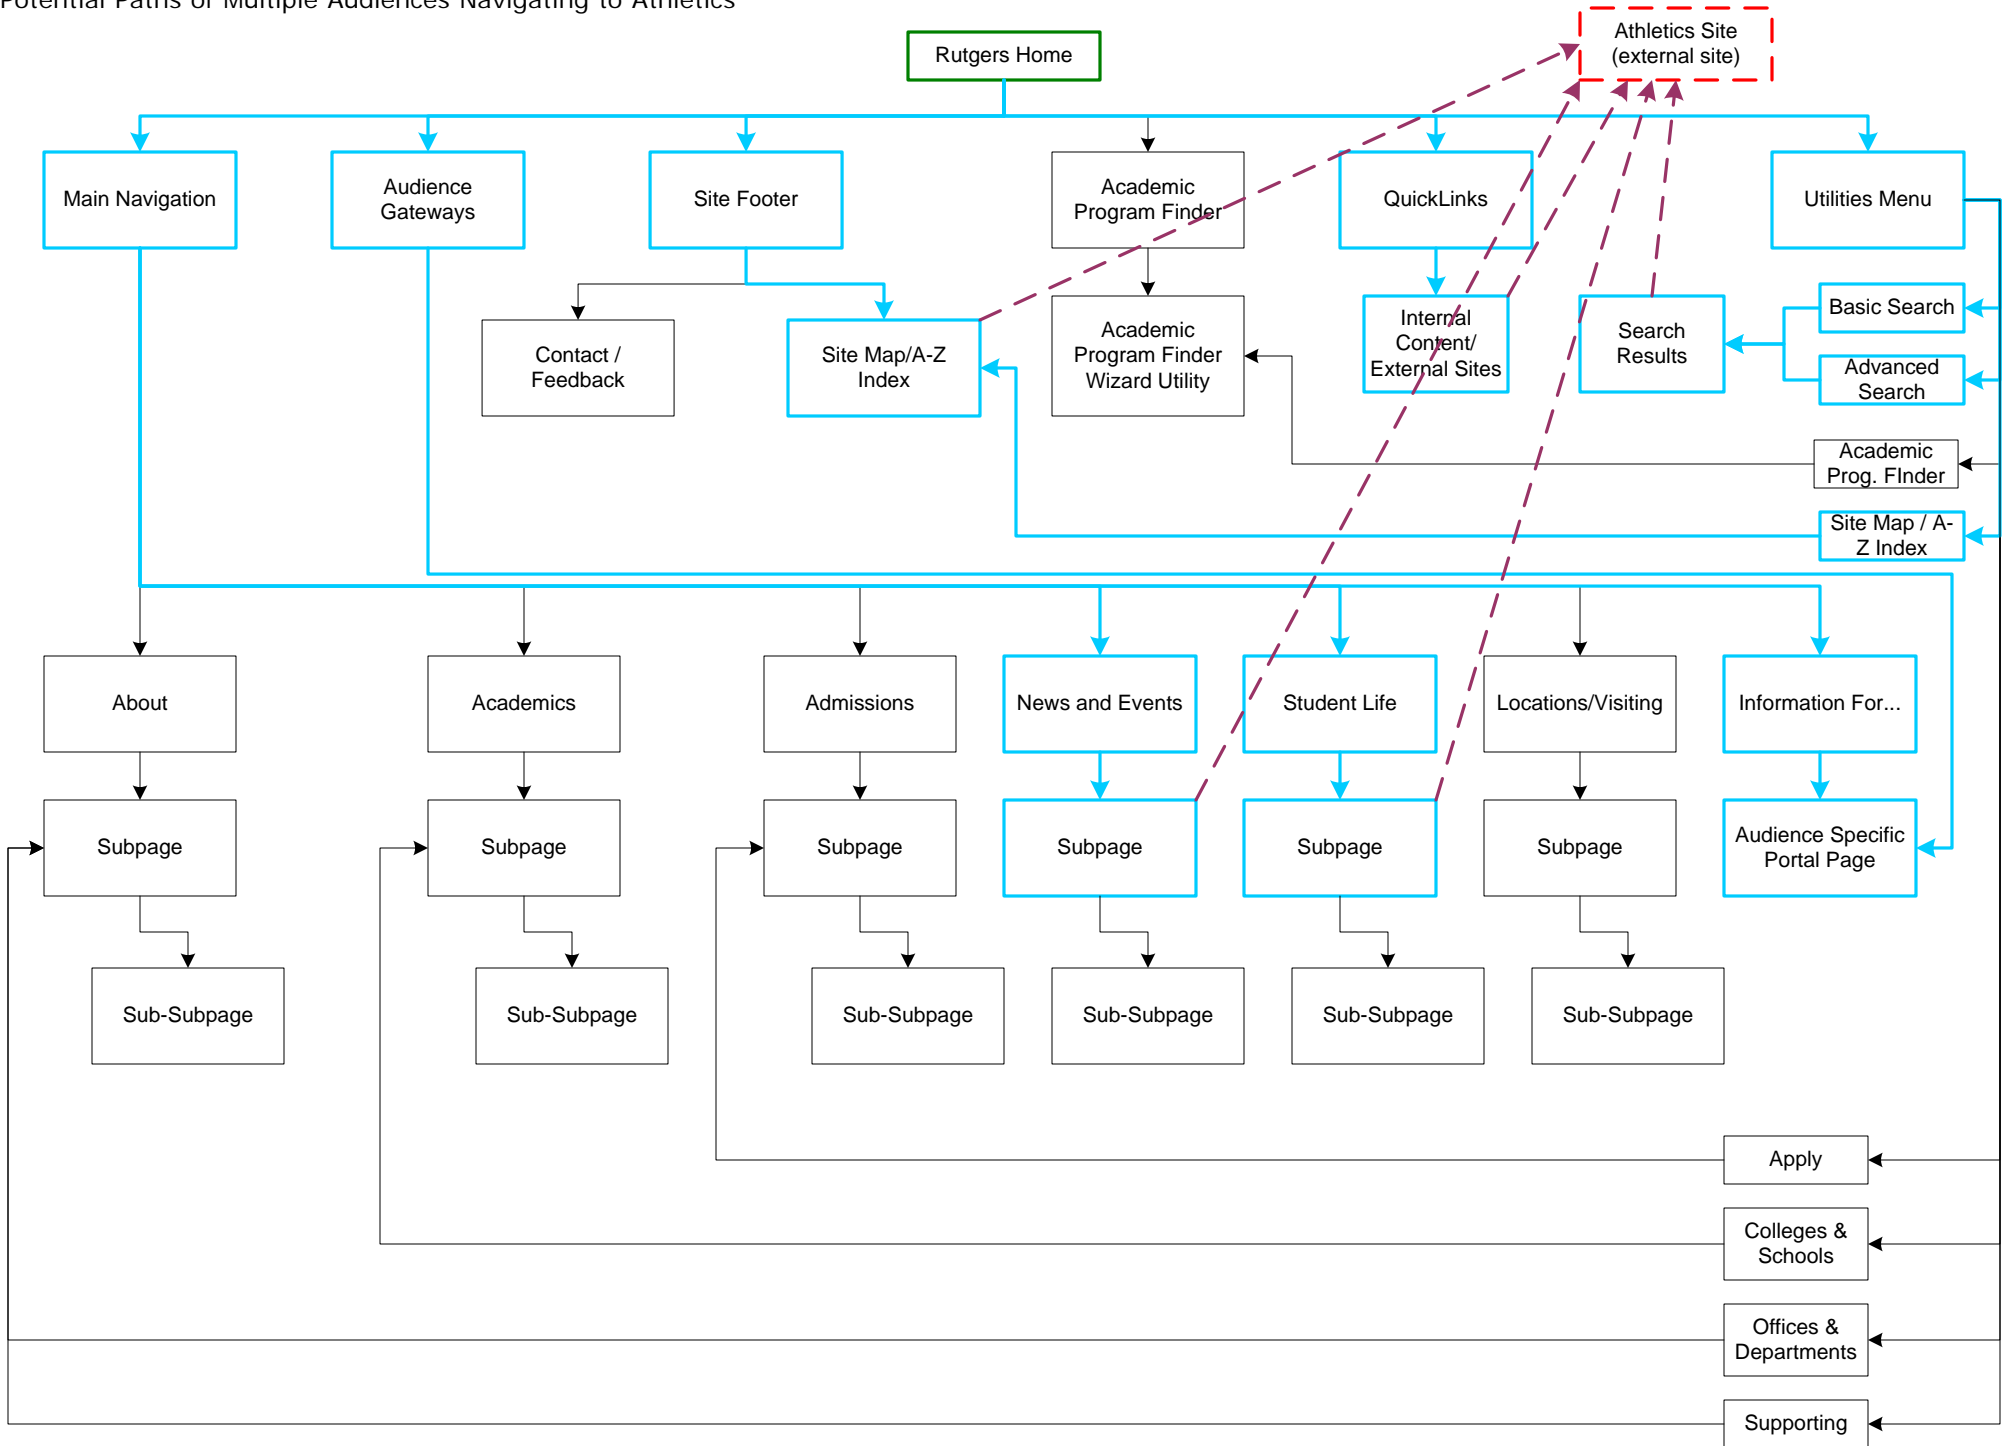 Potential Paths of Multiple Audiences Navigating to Athletics
Athletics Site
(external site)
Rutgers Home
Main Navigation
Audience
Gateways
Site Footer
Academic
Program Finder
QuickLinks
Utilities Menu
Contact /
Feedback
Site Map/A-Z
Index
Academic
Program Finder
Wizard Utility
Internal
Content/
External Sites
Search
Results
Basic Search
Advanced
Search
Academic
Prog. FInder
Site Map / A-
Z Index
About
Academics
Admissions
News and Events
Student Life
Locations/Visiting
Information For...
Subpage
Subpage
Subpage
Subpage
Subpage
Subpage
Audience Specific
Portal Page
Sub-Subpage
Sub-Subpage
Sub-Subpage
Sub-Subpage
Sub-Subpage
Sub-Subpage
Apply
Colleges &
Schools
Offices &
Departments
Supporting